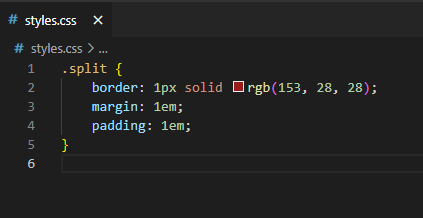 # styles.css ×
# styles.css > ...
1 .split {
2     border: 1px solid rgb(153, 28, 28);
3     margin: 1em;
4     padding: 1em;
5 }
6